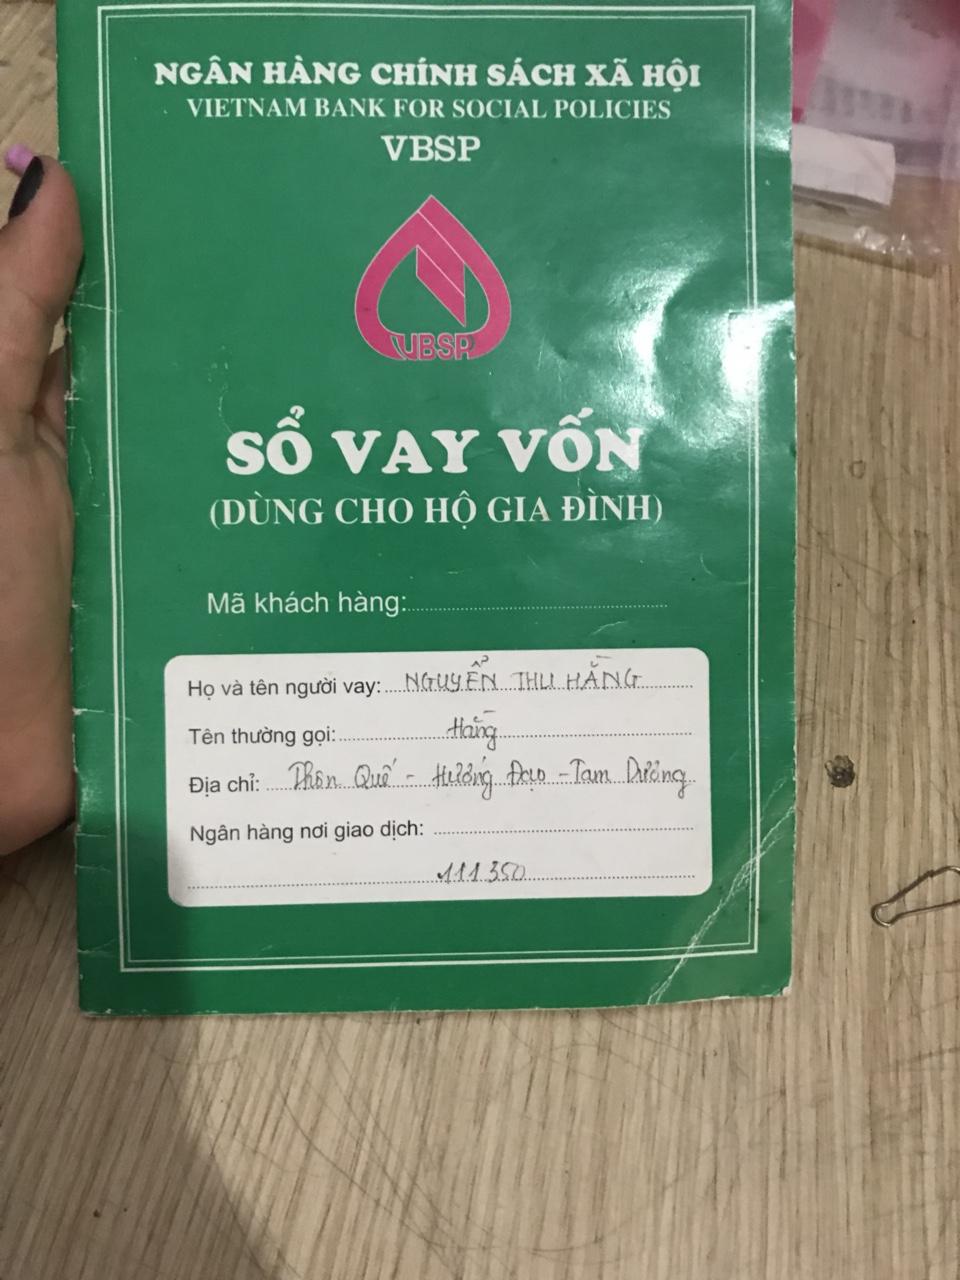 NGÂN HÀNG CHÍNH SÁCH XÃ HỘI
VIETNAM BANK FOR SOCIAL POLICIES
VBSP
VBSP
SỔ VAY VỐN
(DÙNG CHO HỘ GIA ĐÌNH)
Mã khách hàng:
Họ và tên người vay: NGUYỄN THU HẰNG
Tên thường gọi: Hằng
Địa chỉ: Thôn Quế - Hướng Đạo - Tam Dương
Ngân hàng nơi giao dịch:
111350